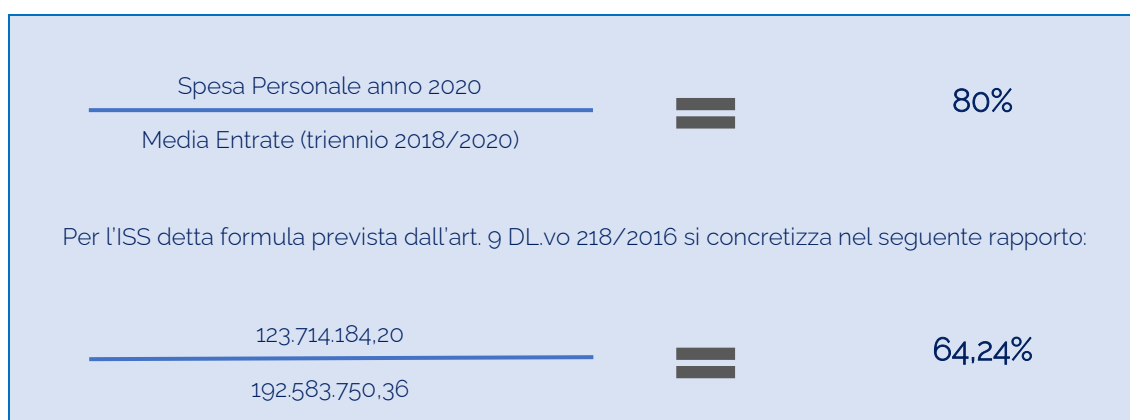 Spesa Personale anno 2020
80%
Media Entrate (triennio 2018/2020)
Per l'ISS detta formula prevista dall'art. 9 DL.vo 218/2016 si concretizza nel seguente rapporto:
123.714.184,20
64,24%
192.583.750,36